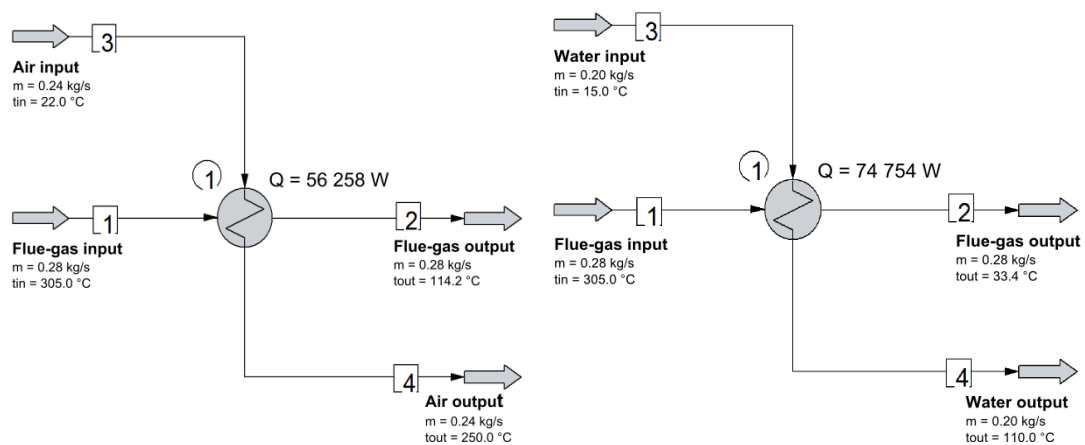 3
Air input
m = 0.24 kg/s
tin = 22.0 °C
1
Q = 56 258 W
1
Flue-gas input
m = 0.28 kg/s
tin = 305.0 °C
2
Flue-gas output
m = 0.28 kg/s
tout = 114.2 °C
4
Air output
m = 0.24 kg/s
tout = 250.0 °C
3
Water input
m = 0.20 kg/s
tin = 15.0 °C
1
Q = 74 754 W
1
Flue-gas input
m = 0.28 kg/s
tin = 305.0 °C
2
Flue-gas output
m = 0.28 kg/s
tout = 33.4 °C
4
Water output
m = 0.20 kg/s
tout = 110.0 °C